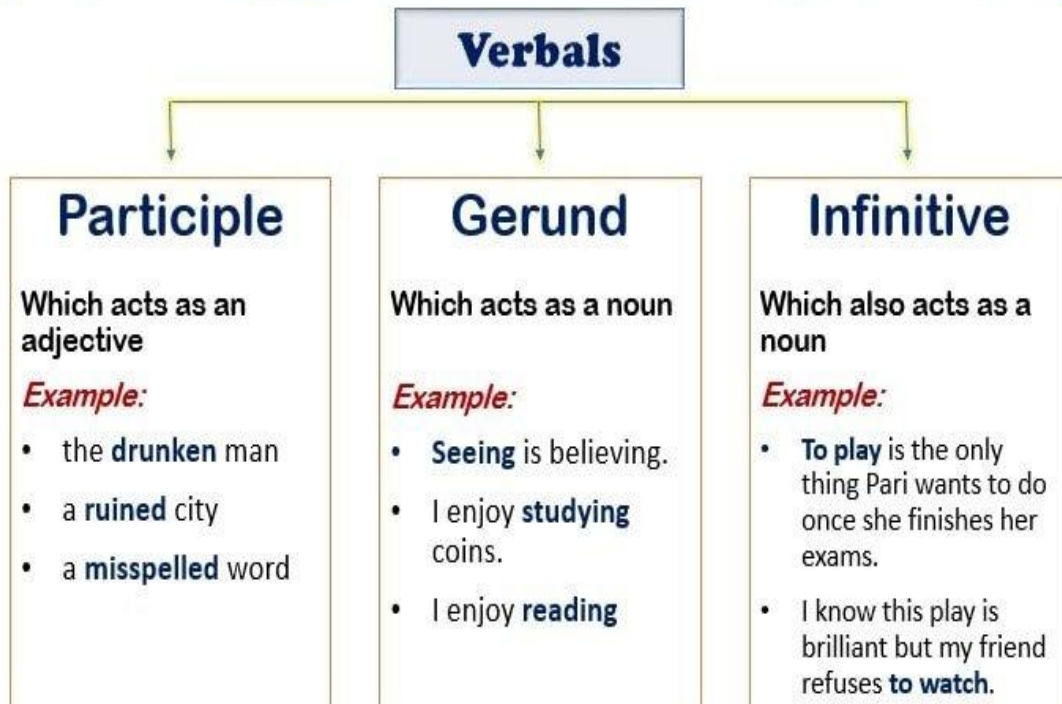 Verbals
Participle
Which acts as an
adjective
Example:
• the drunken man
• a ruined city
• a misspelled word
Gerund
Which acts as a noun
Example:
• Seeing is believing.
• I enjoy studying
coins.
• I enjoy reading
Infinitive
Which also acts as a
noun
Example:
• To play is the only
thing Pari wants to do
once she finishes her
exams.
• I know this play is
brilliant but my friend
refuses to watch.